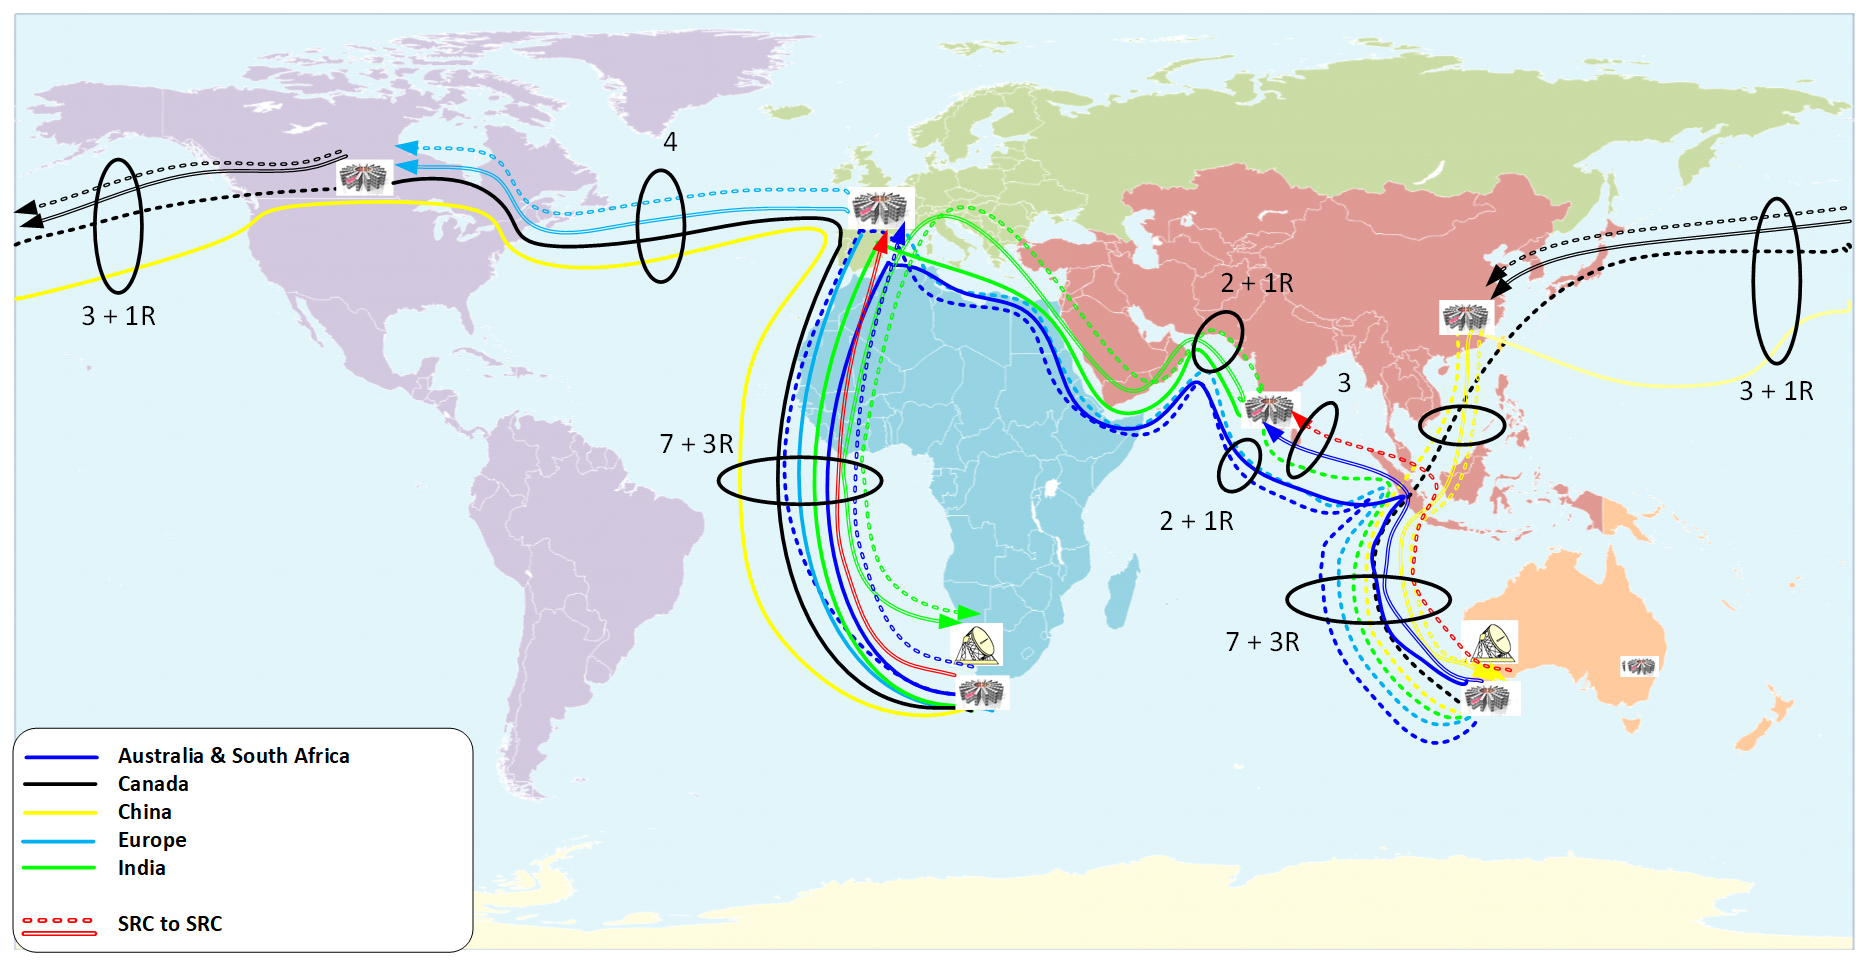 4
3 + 1R
2 + 1R
3
3 + 1R
7 + 3R
2 + 1R
7 + 3R
Australia & South Africa
Canada
China
Europe
India
SRC to SRC